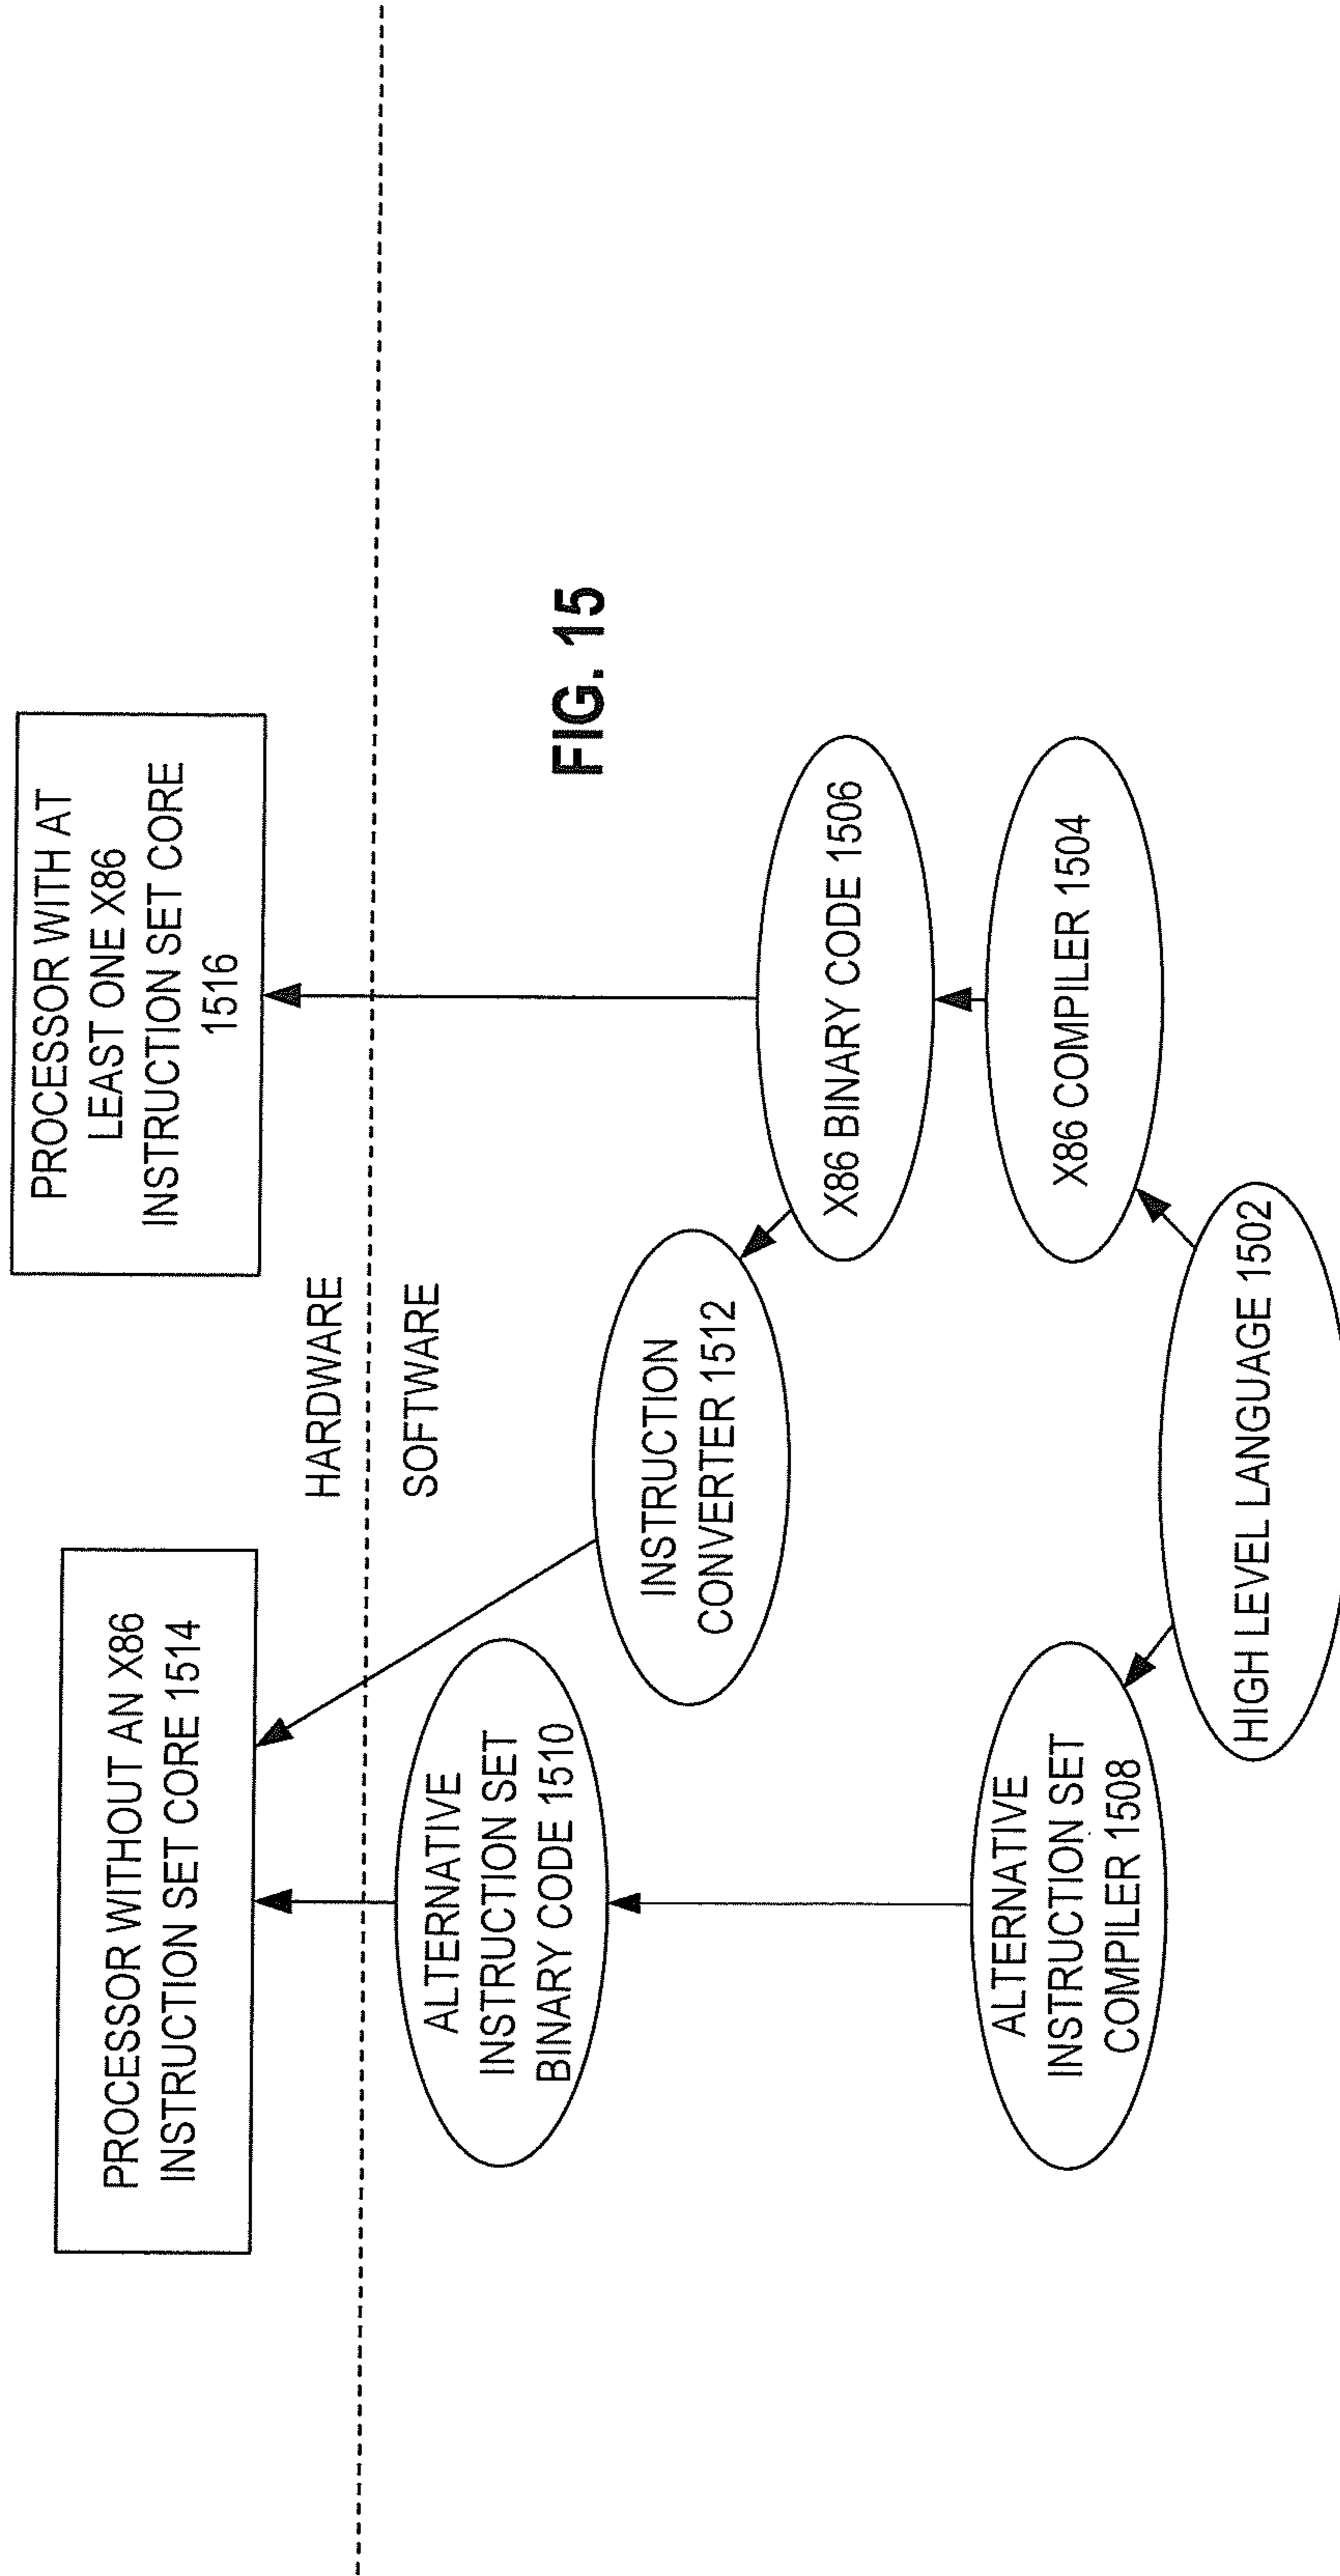 PROCESSOR WITHOUT AN X86
INSTRUCTION SET CORE 1514
PROCESSOR WITH AT
LEAST ONE X86
INSTRUCTION SET CORE
1516
HARDWARE
SOFTWARE
ALTERNATIVE
INSTRUCTION SET
BINARY CODE 1510
INSTRUCTION
CONVERTER 1512
FIG. 15
X86 BINARY CODE 1506
ALTERNATIVE
INSTRUCTION SET
COMPILER 1508
X86 COMPILER 1504
HIGH LEVEL LANGUAGE 1502